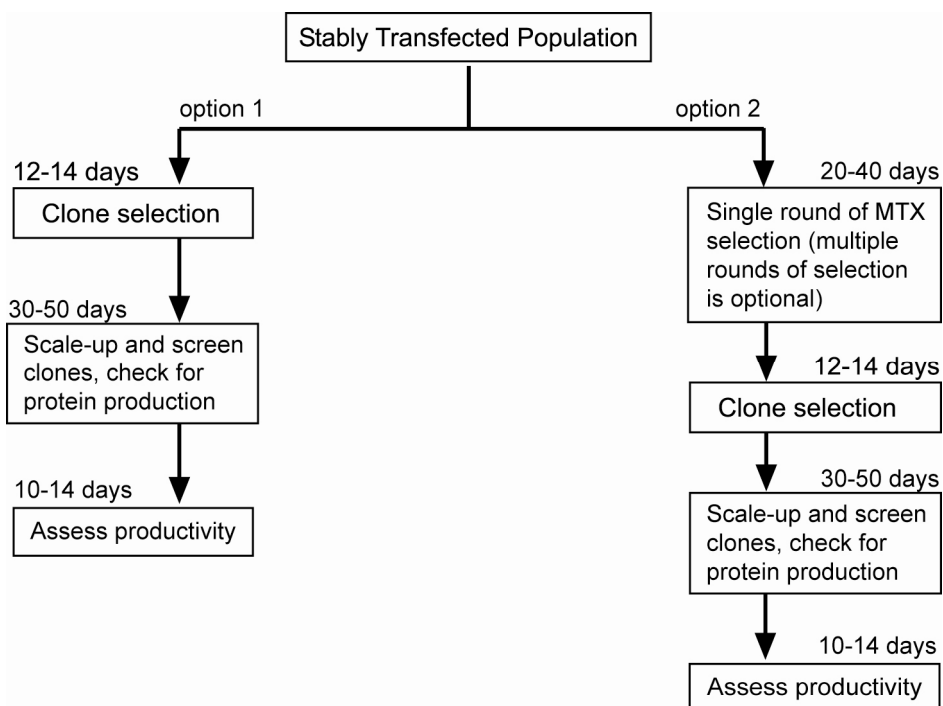 Stably Transfected Population
option 1
option 2
12-14 days
Clone selection
30-50 days
Scale-up and screen
clones, check for
protein production
10-14 days
Assess productivity
20-40 days
Single round of MTX
selection (multiple
rounds of selection
is optional)
12-14 days
Clone selection
30-50 days
Scale-up and screen
clones, check for
protein production
10-14 days
Assess productivity